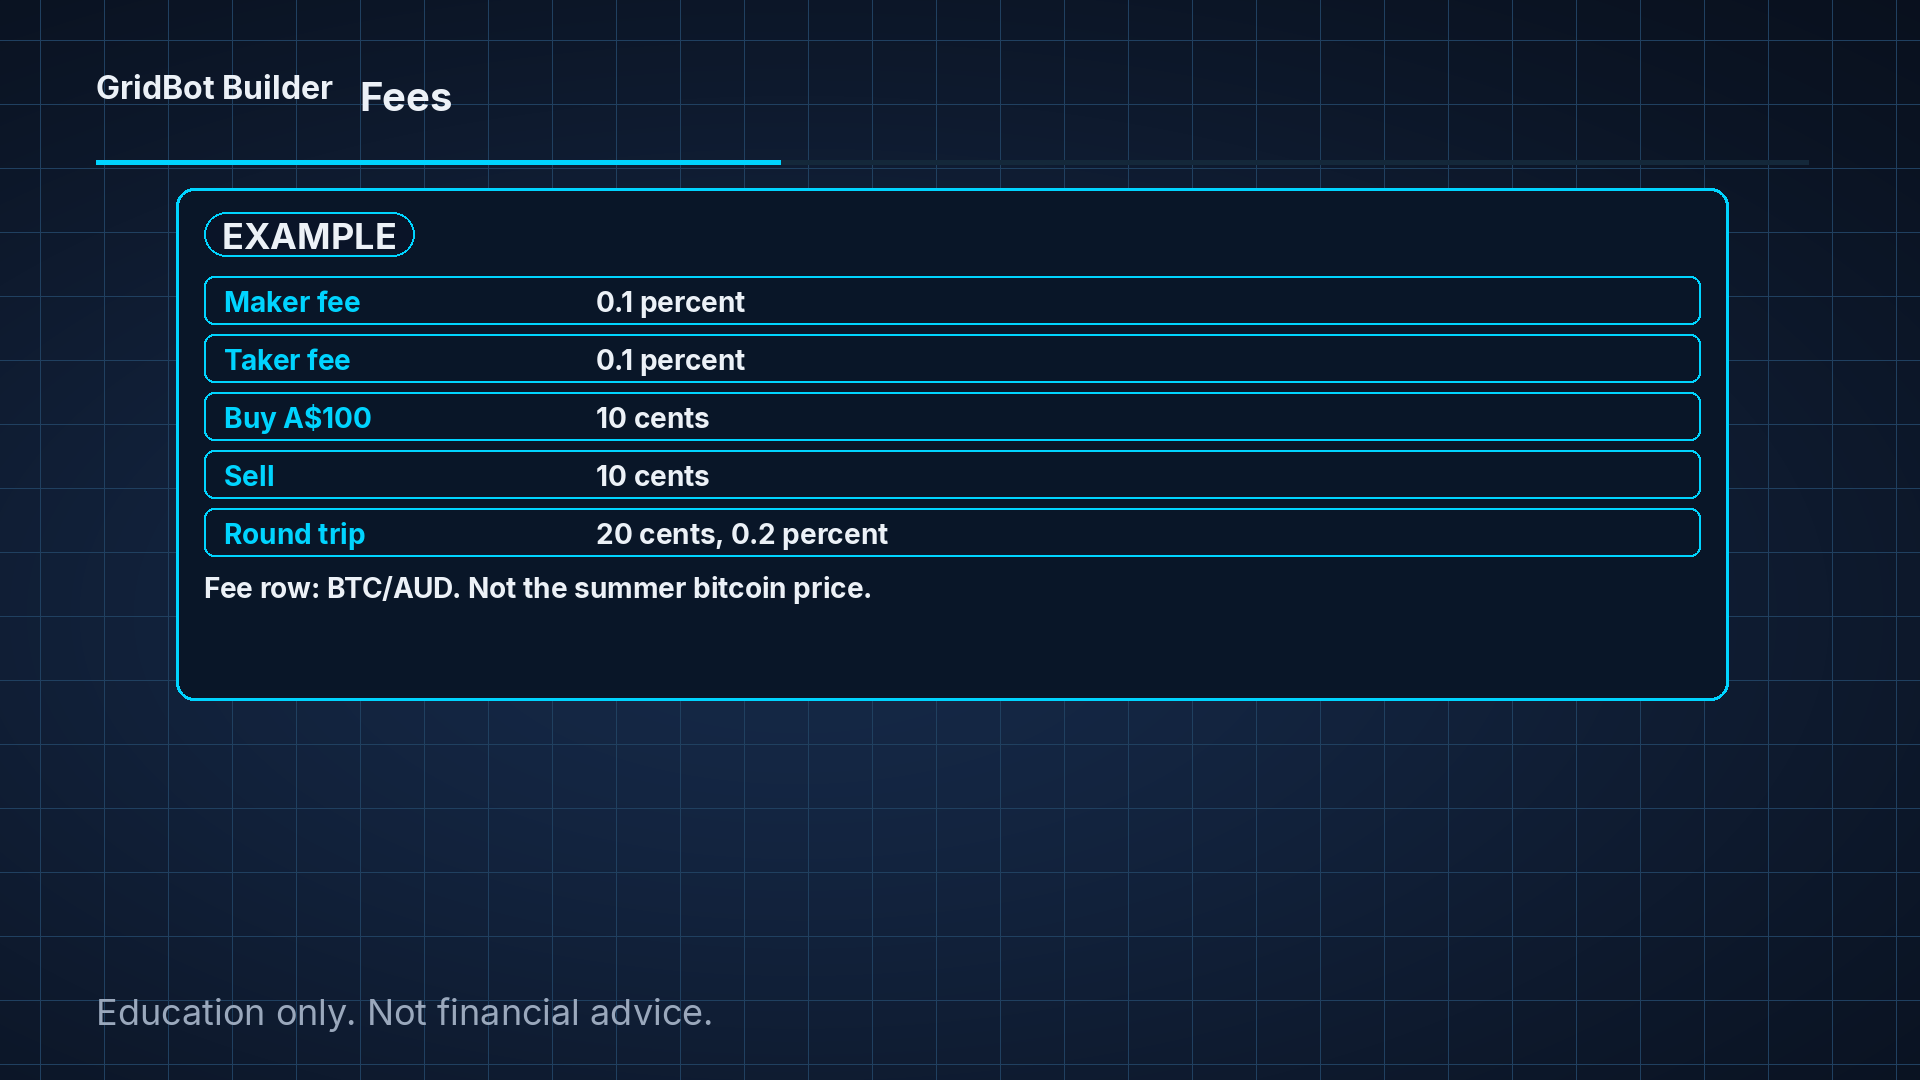 GridBot Builder
Fees
EXAMPLE
Maker fee 0.1 percent
Taker fee 0.1 percent
Buy A$100 10 cents
Sell 10 cents
Round trip 20 cents, 0.2 percent
Fee row: BTC/AUD. Not the summer bitcoin price.
Education only. Not financial advice.